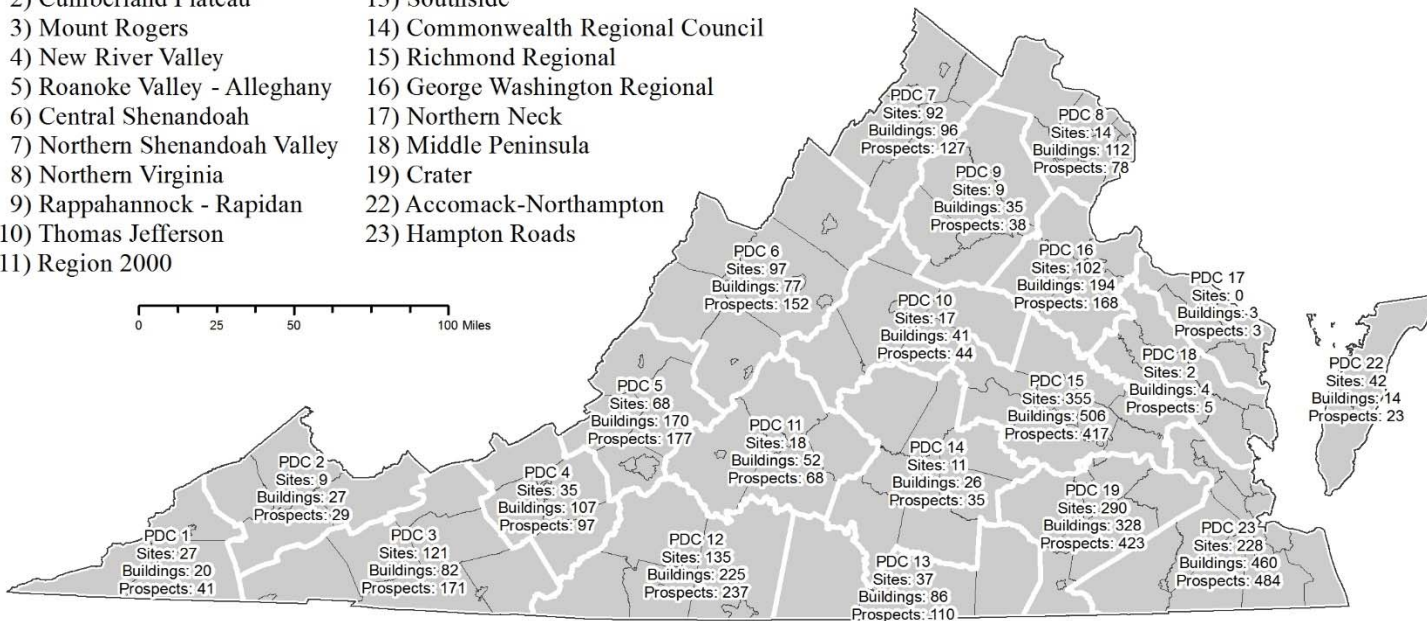 2) Cumberland Plateau
3) Mount Rogers
4) New River Valley
5) Roanoke Valley - Alleghany
6) Central Shenandoah
7) Northern Shenandoah Valley
8) Northern Virginia
9) Rappahannock - Rapidan
10) Thomas Jefferson
11) Region 2000
13) Southside
14) Commonwealth Regional Council
15) Richmond Regional
16) George Washington Regional
17) Northern Neck
18) Middle Peninsula
19) Crater
22) Accomack-Northampton
23) Hampton Roads
0 25 50 100 Miles
PDC 7
Sites: 92
Buildings: 96
Prospects: 127
PDC 8
Sites: 14
Buildings: 112
Prospects: 78
PDC 9
Sites: 9
Buildings: 35
Prospects: 38
PDC 6
Sites: 97
Buildings: 77
Prospects: 152
PDC 16
Sites: 102
Buildings: 194
Prospects: 168
PDC 17
Sites: 0
Buildings: 3
Prospects: 3
PDC 10
Sites: 17
Buildings: 41
Prospects: 44
PDC 18
Sites: 2
Buildings: 4
Prospects: 5
PDC 22
Sites: 42
Buildings: 14
Prospects: 23
PDC 5
Sites: 68
Buildings: 170
Prospects: 177
PDC 15
Sites: 355
Buildings: 506
Prospects: 417
PDC 11
Sites: 18
Buildings: 52
Prospects: 68
PDC 14
Sites: 11
Buildings: 26
Prospects: 35
PDC 2
Sites: 9
Buildings: 27
Prospects: 29
PDC 4
Sites: 35
Buildings: 107
Prospects: 97
PDC 19
Sites: 290
Buildings: 328
Prospects: 423
PDC 1
Sites: 27
Buildings: 20
Prospects: 41
PDC 3
Sites: 121
Buildings: 82
Prospects: 171
PDC 12
Sites: 135
Buildings: 225
Prospects: 237
PDC 13
Sites: 37
Buildings: 86
Prospects: 110
PDC 23
Sites: 228
Buildings: 460
Prospects: 484